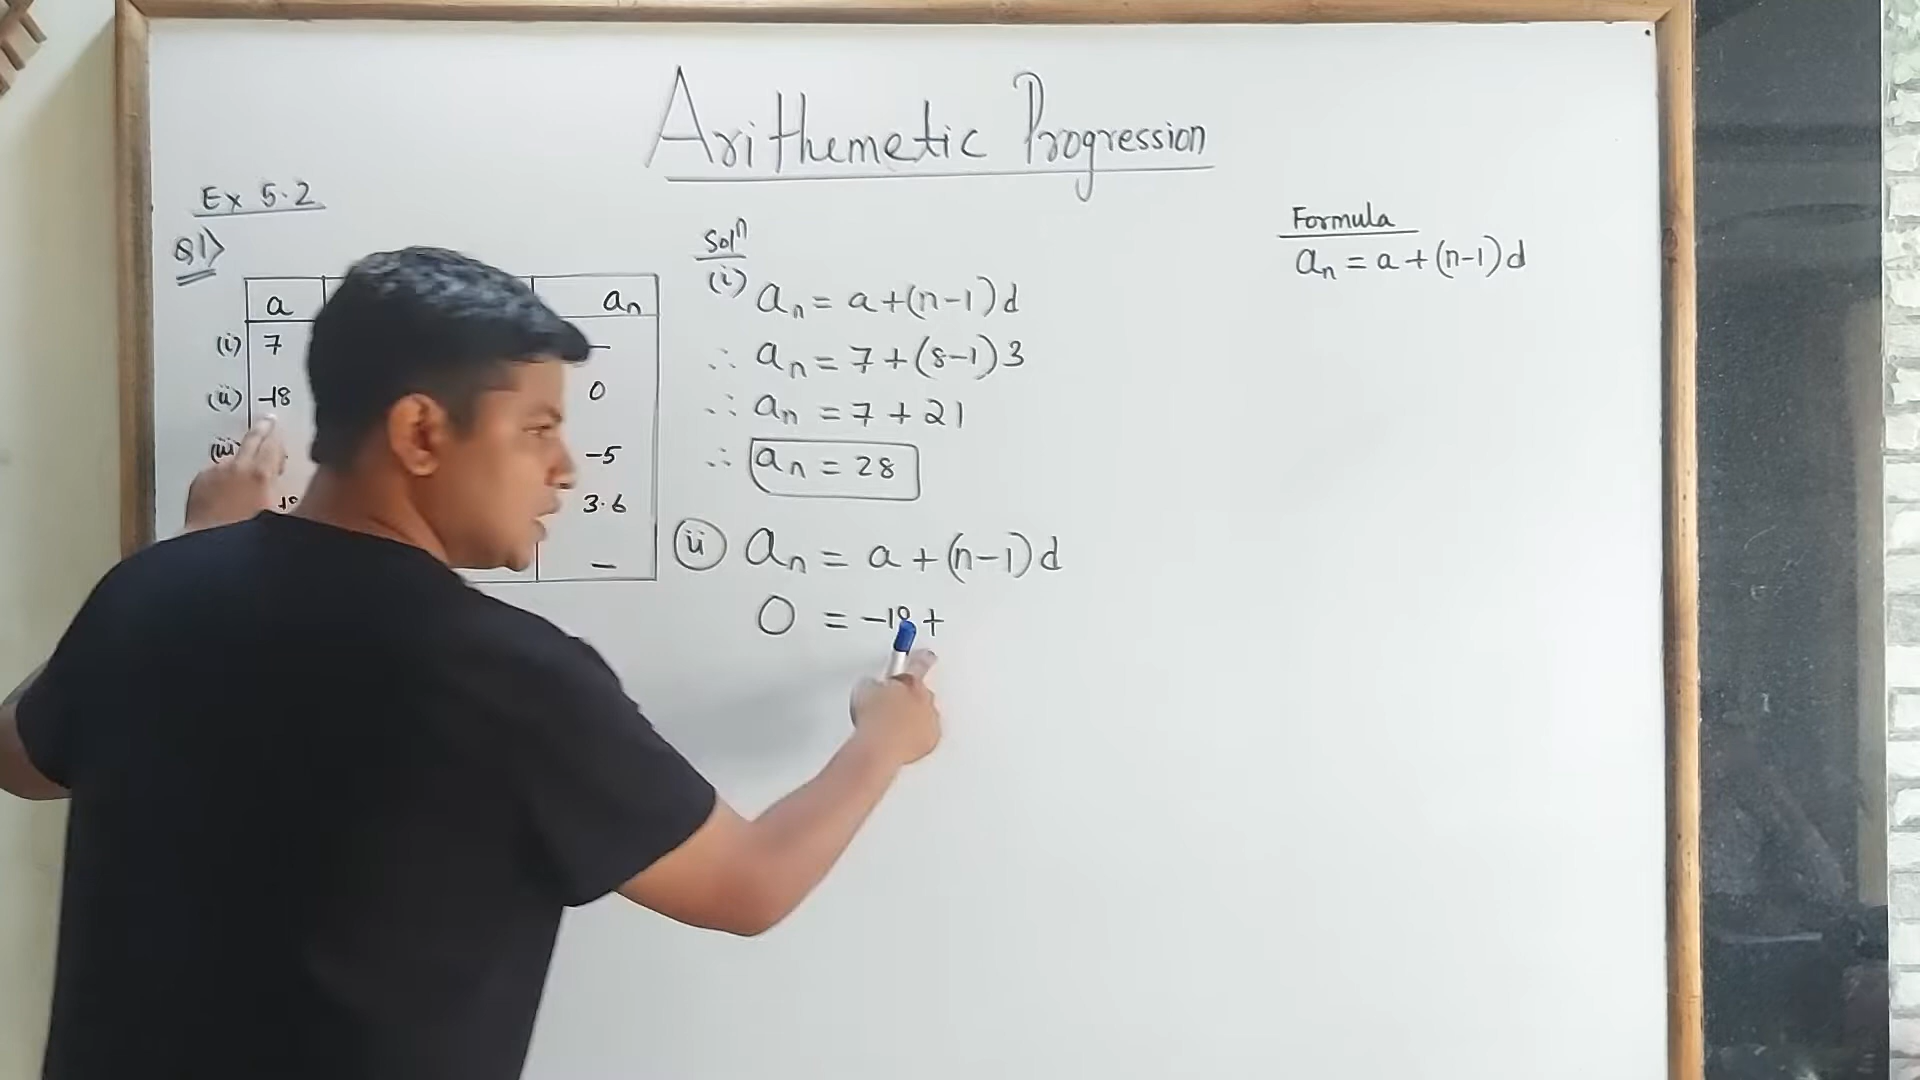 Arithemetic Progression
Ex 5.2
Q1)
a an
(i) 7 —
(ii) -18 0
(iii) -5
3.6
—
Solⁿ
(i) an = a+(n-1)d
∴ an = 7+(8-1)3
∴ an = 7+21
∴ an = 28
(ii) an = a+(n-1)d
0 = -18 +
Formula
an = a+(n-1)d